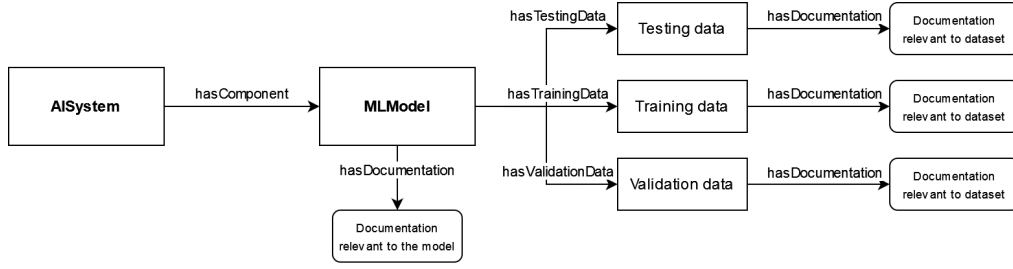 hasTestingData
Testing data
hasDocumentation
Documentation
relevant to dataset
AISystem
hasComponent
MLModel
hasTrainingData
Training data
hasDocumentation
Documentation
relevant to dataset
hasDocumentation
Documentation
relevant to the model
hasValidationData
Validation data
hasDocumentation
Documentation
relevant to dataset